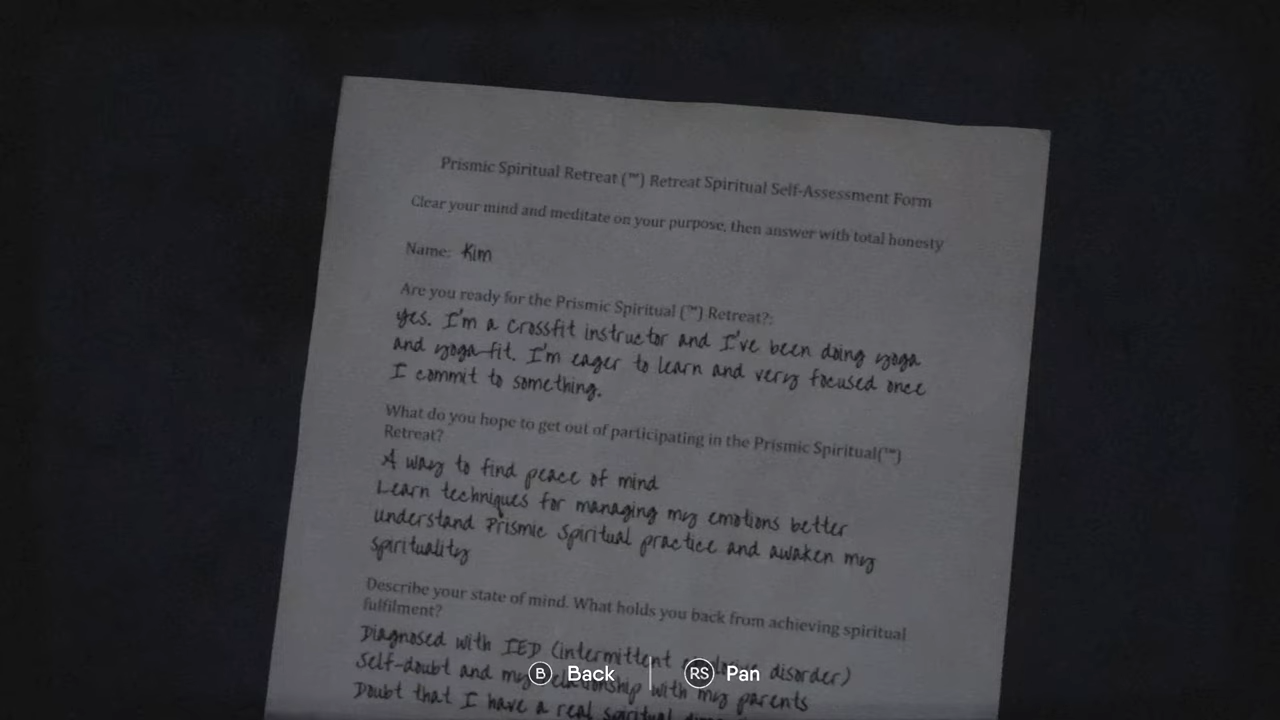 Prismic Spiritual Retreat (™) Retreat Spiritual Self-Assessment Form
Clear your mind and meditate on your purpose, then answer with total honesty
Name: Kim
Are you ready for the Prismic Spiritual (™) Retreat?:
yes. I'm a crossfit instructor and I've been doing yoga
and yoga-fit. I'm eager to learn and very focused once
I commit to something.
What do you hope to get out of participating in the Prismic Spiritual(™)
Retreat?
A way to find peace of mind
Learn techniques for managing my emotions better
understand Prismic Spiritual practice and awaken my
spirituality
Describe your state of mind. What holds you back from achieving spiritual
fulfilment?
Diagnosed with IED (intermittent explosive disorder)
Self-doubt and my relationship with my parents
Doubt that I have a real spiritual
B Back
RS Pan